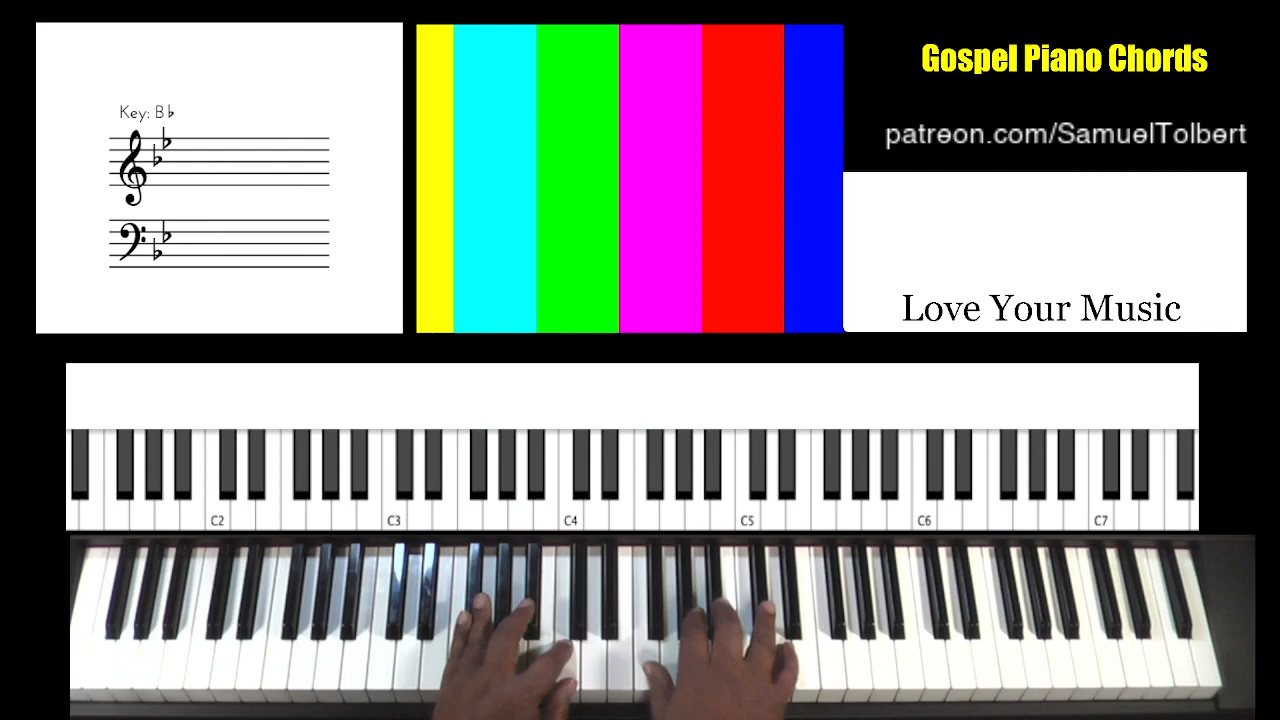 Key: B♭
Gospel Piano Chords
patreon.com/SamuelTolbert
Love Your Music
C2 C3 C4 C5 C6 C7